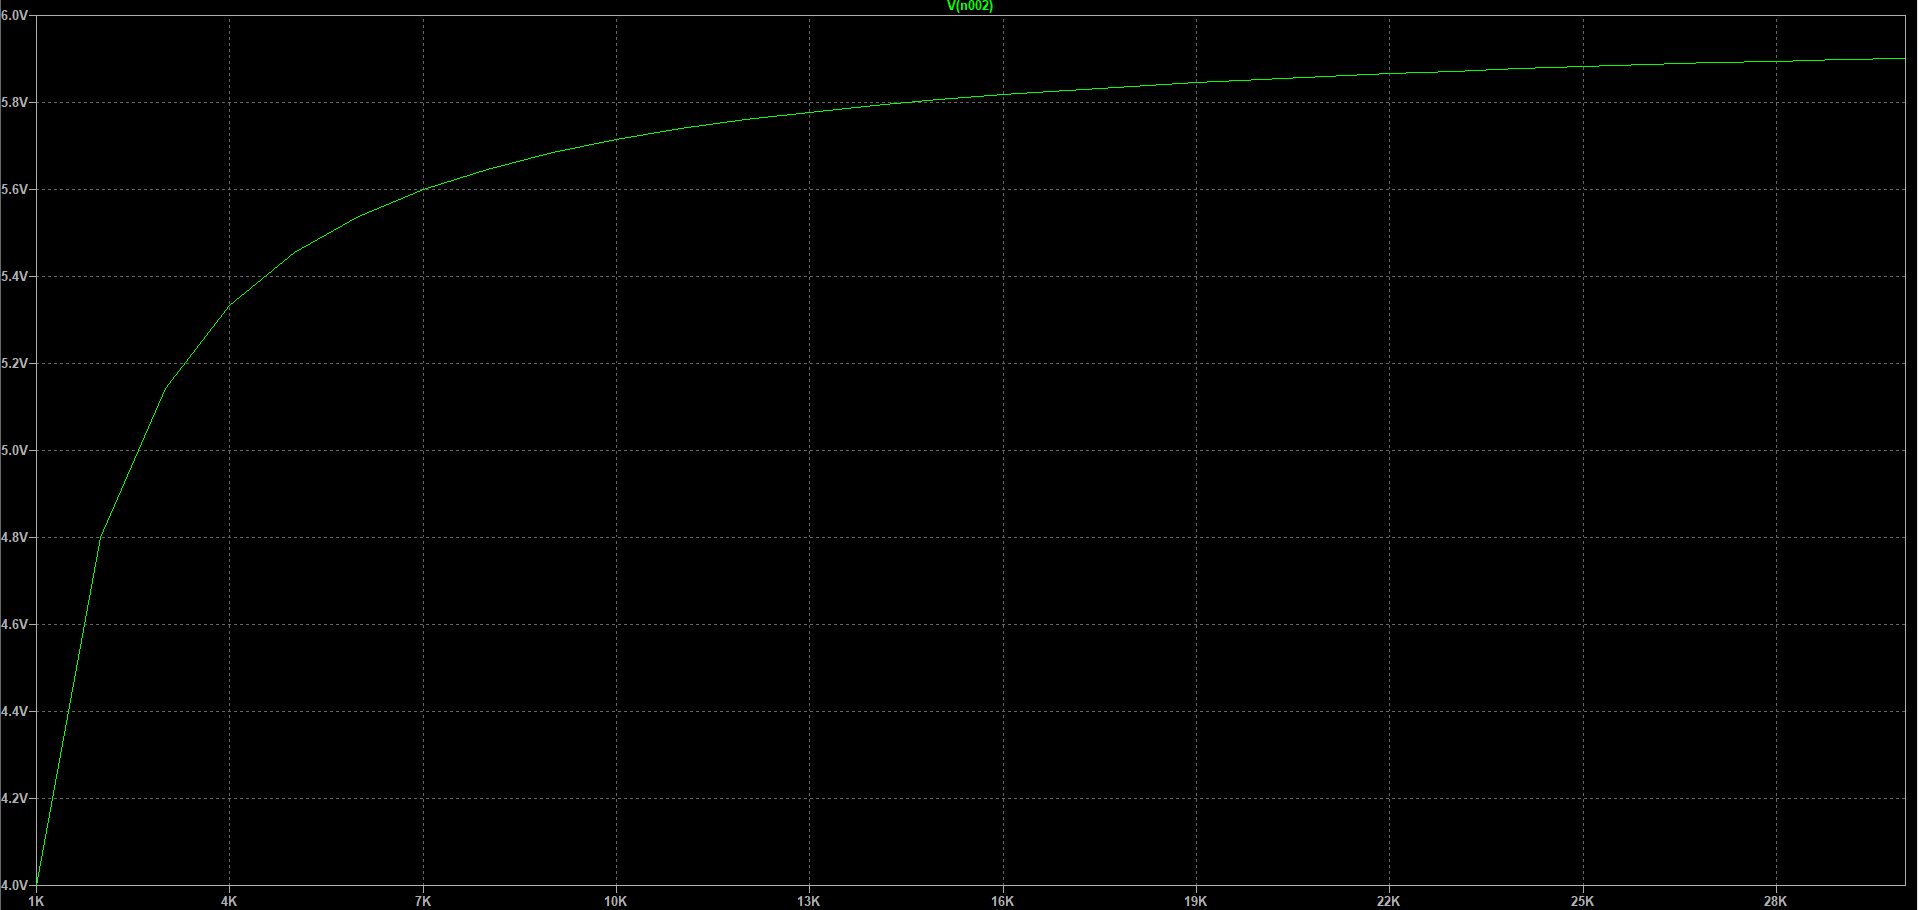 V(n002)
6.0V
5.8V
5.6V
5.4V
5.2V
5.0V
4.8V
4.6V
4.4V
4.2V
4.0V
1K 4K 7K 10K 13K 16K 19K 22K 25K 28K